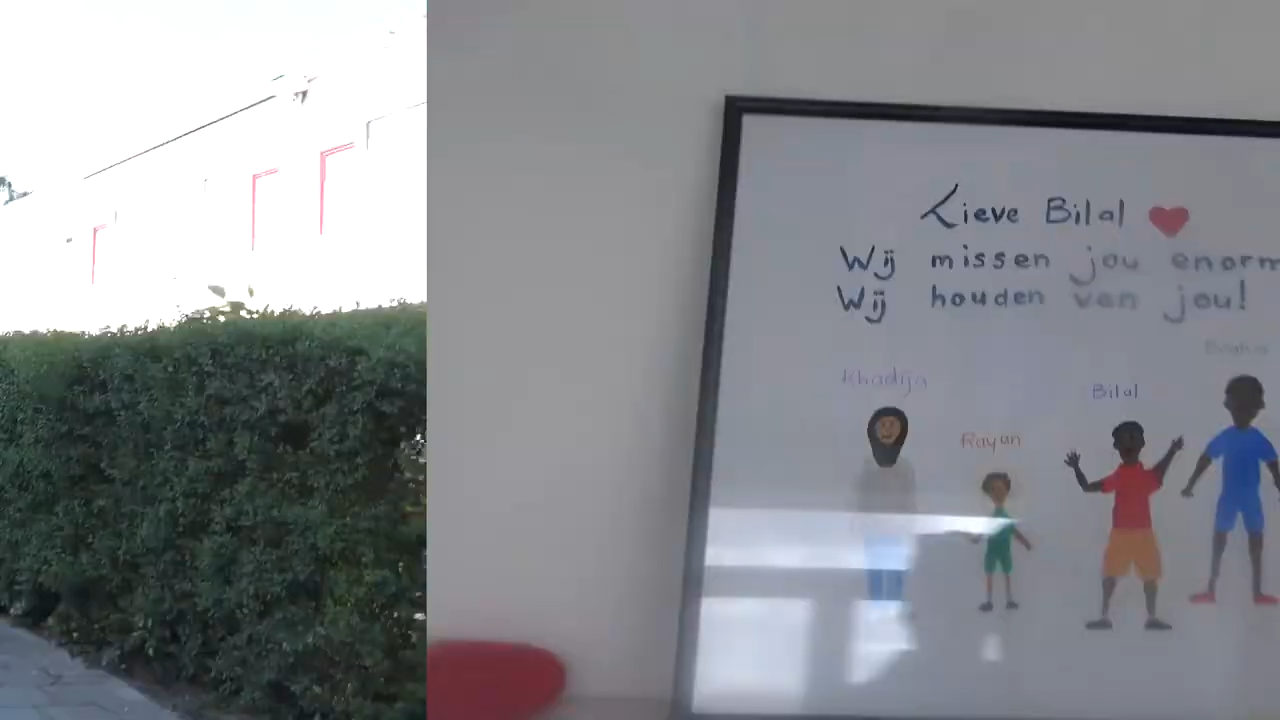 Lieve Bilal
Wij missen jou enorm
Wij houden van jou!
Khadija
Rayan
Bilal